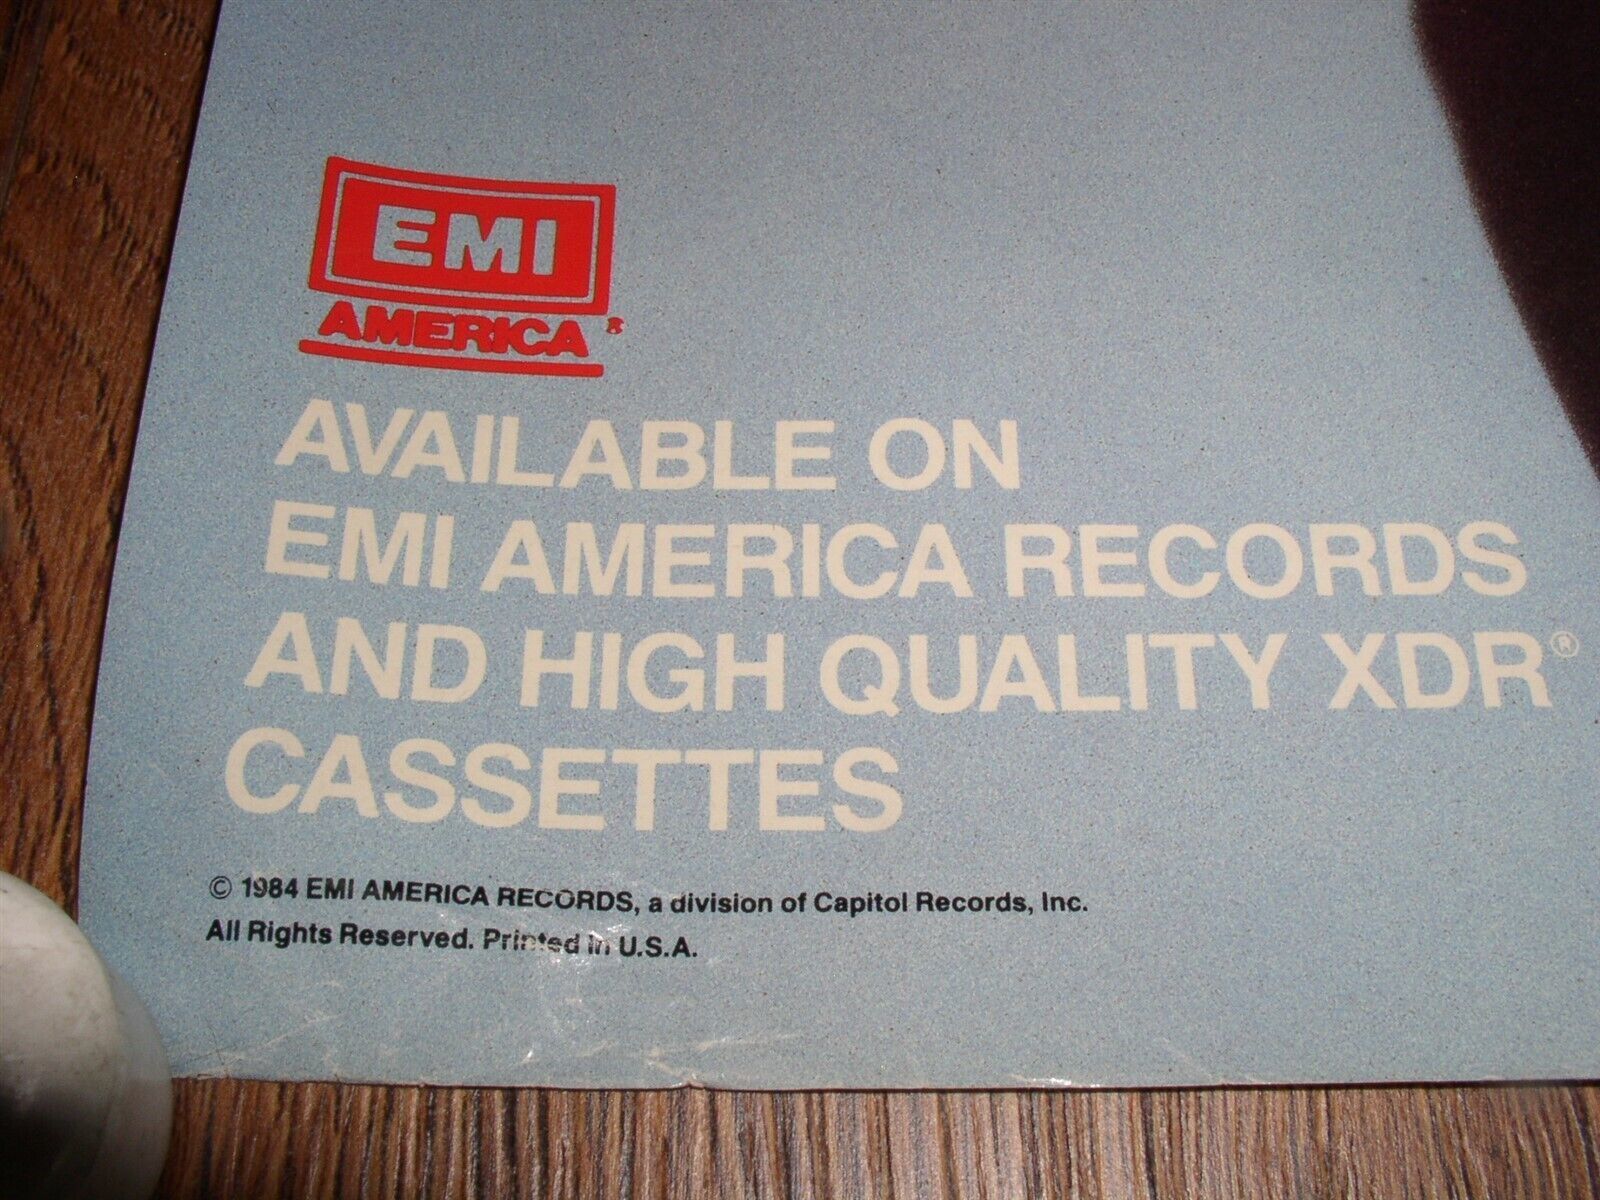 EMI
AMERICA®
AVAILABLE ON
EMI AMERICA RECORDS
AND HIGH QUALITY XDR®
CASSETTES
© 1984 EMI AMERICA RECORDS, a division of Capitol Records, Inc.
All Rights Reserved. Printed in U.S.A.